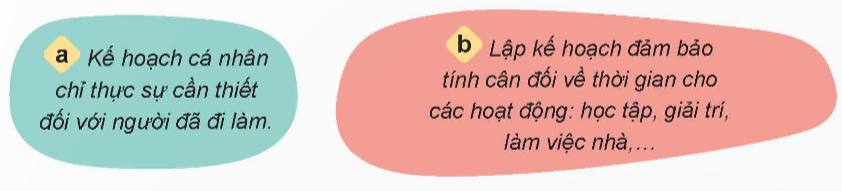 a Kế hoạch cá nhân
chỉ thực sự cần thiết
đối với người đã đi làm.
b Lập kế hoạch đảm bảo
tính cân đối về thời gian cho
các hoạt động: học tập, giải trí,
làm việc nhà,...